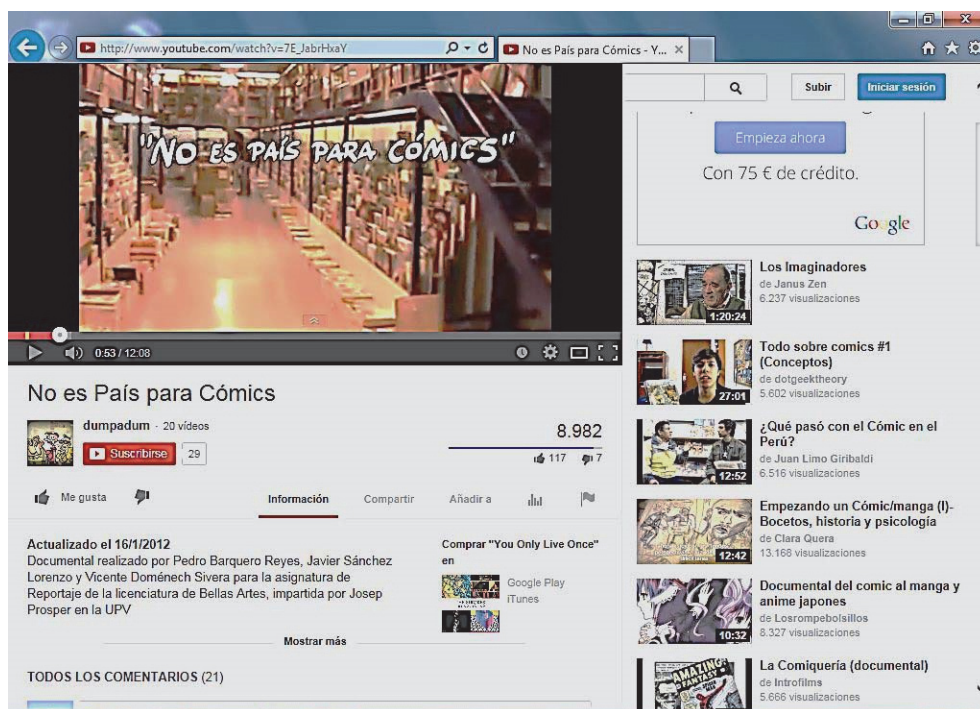 http://www.youtube.com/watch?v=7E_JabrHxaY
No es País para Cómics - Y...
"NO ES PAÍS PARA CÓMICS"
0:53 / 12:08
No es País para Cómics
dumpadum · 20 vídeos
Suscribirse
29
8.982
117
7
Me gusta
Información
Compartir
Añadir a
Actualizado el 16/1/2012
Documental realizado por Pedro Barquero Reyes, Javier Sánchez
Lorenzo y Vicente Doménech Sivera para la asignatura de
Reportaje de la licenciatura de Bellas Artes, impartida por Josep
Prosper en la UPV
Comprar "You Only Live Once"
en
Google Play
iTunes
Mostrar más
TODOS LOS COMENTARIOS (21)
Subir
Iniciar sesión
Empieza ahora
Con 75 € de crédito.
Google
Los Imaginadores
de Janus Zen
6.237 visualizaciones
1:20:24
Todo sobre comics #1
(Conceptos)
de dotgeektheory
5.602 visualizaciones
27:01
¿Qué pasó con el Cómic en el
Perú?
de Juan Limo Giribaldi
6.516 visualizaciones
12:52
Empezando un Cómic/manga (I)-
Bocetos, historia y psicología
de Clara Quera
13.168 visualizaciones
12:42
Documental del comic al manga y
anime japones
de Losrompebolsillos
8.327 visualizaciones
10:32
La Comiquería (documental)
de Introfilms
5.666 visualizaciones
AMAZING
FANTASY